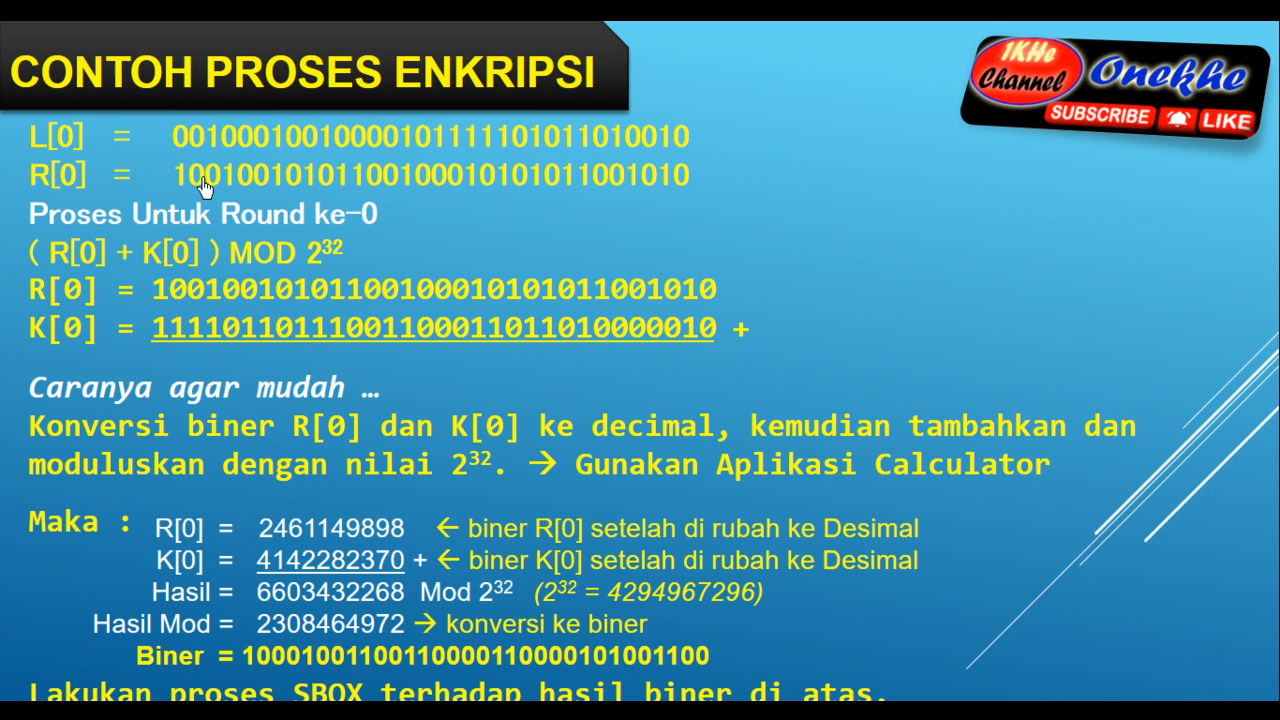 CONTOH PROSES ENKRIPSI
1KHe
Channel
Onekhe
SUBSCRIBE
LIKE
L[0] = 00100010010000101111101011010010
R[0] = 10010010101100100010101011001010
Proses Untuk Round ke-0
( R[0] + K[0] ) MOD 2³²
R[0] = 10010010101100100010101011001010
K[0] = 11110110111001100011011010000010 +
Caranya agar mudah …
Konversi biner R[0] dan K[0] ke decimal, kemudian tambahkan dan
moduluskan dengan nilai 2³². → Gunakan Aplikasi Calculator
Maka : R[0] = 2461149898 ← biner R[0] setelah di rubah ke Desimal
K[0] = 4142282370 + ← biner K[0] setelah di rubah ke Desimal
Hasil = 6603432268 Mod 2³² (2³² = 4294967296)
Hasil Mod = 2308464972 → konversi ke biner
Biner = 10001001100110000110000101001100
Lakukan proses SBOX terhadap hasil biner di atas.